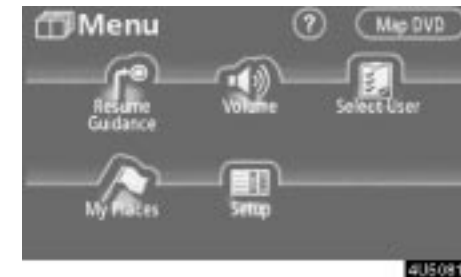 Menu
?
Map DVD
Resume
Guidance
Volume
Select User
My Places
Setup
4U5081